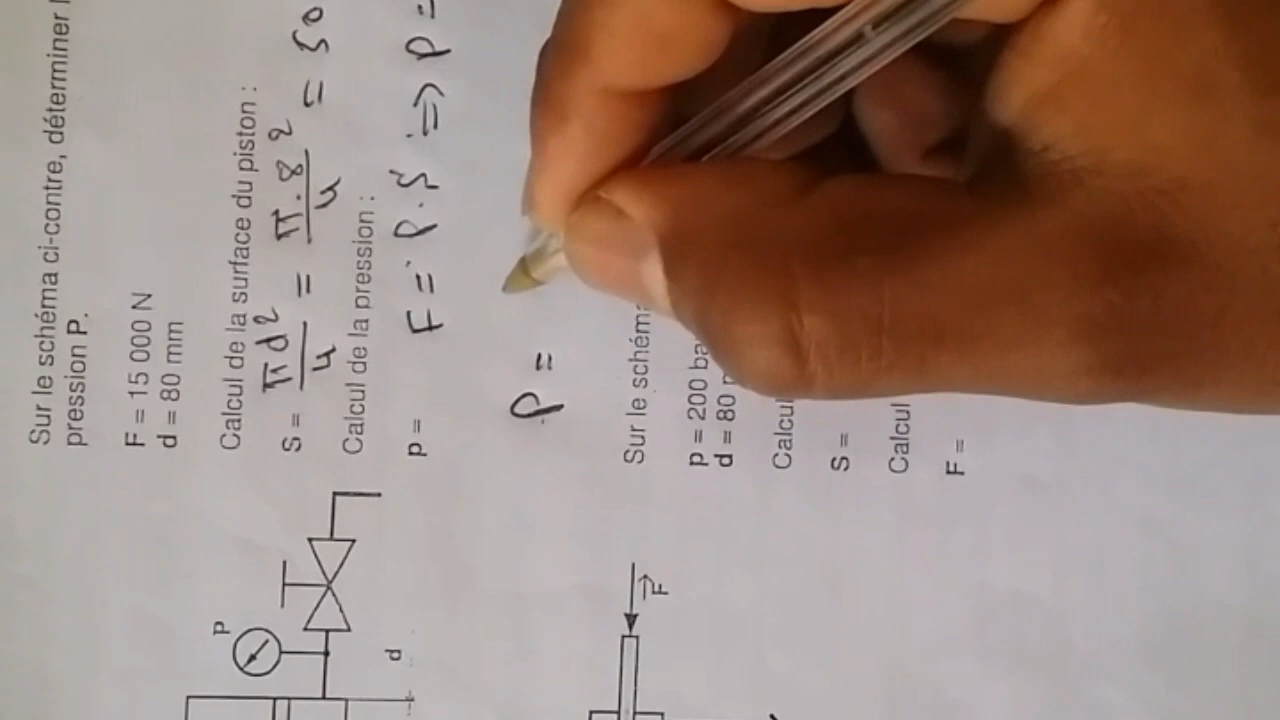 Sur le schéma ci-contre, déterminer
pression P.
F = 15 000 N
d = 80 mm
Calcul de la surface du piston :
S = πd²/4 = π.8²/4 = 50
Calcul de la pression :
p = F = P.S => P =
P =
P
d
Sur le schéma
p = 200 ba
d = 80
Calcul
S =
Calcul
F =
F